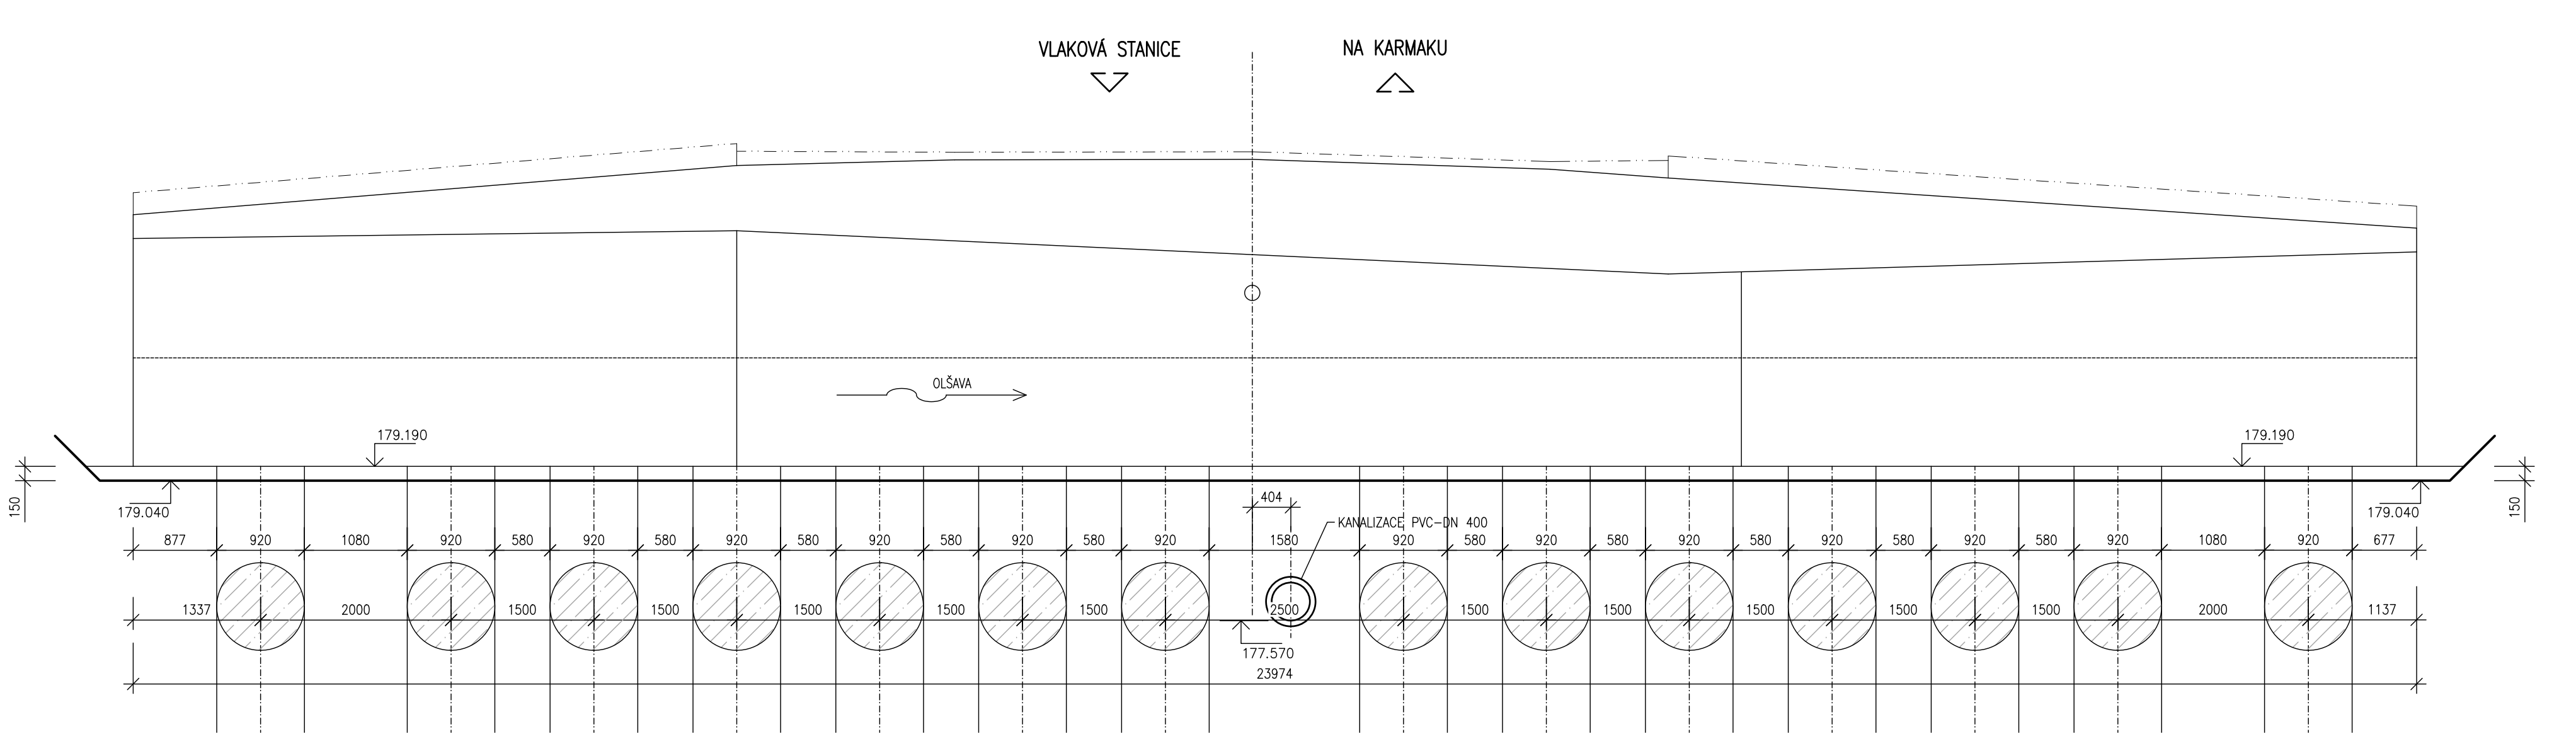 VLAKOVÁ STANICE
NA KARMAKU
OLŠAVA
179.190
179.190
150
179.040
179.040
150
404
KANALIZACE PVC-DN 400
877 920 1080 920 580 920 580 920 580 920 580 920 580 920 1580 920 580 920 580 920 580 920 580 920 580 920 1080 920 677
1337 2000 1500 1500 1500 1500 1500 2500 1500 1500 1500 1500 1500 2000 1137
177.570
23974